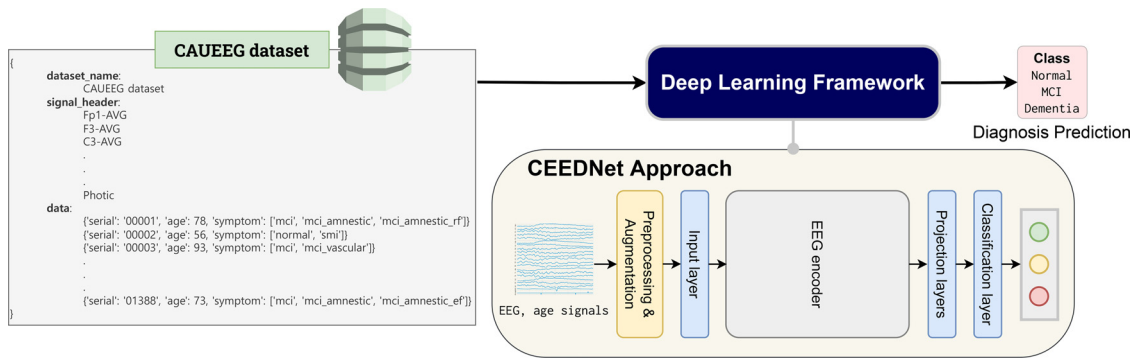 CAUEEG dataset
{
dataset_name:
CAUEEG dataset
signal_header:
Fp1-AVG
F3-AVG
C3-AVG
.
.
.
Photic
data:
{'serial': '00001', 'age': 78, 'symptom': ['mci', 'mci_amnestic', 'mci_amnestic_rf']}
{'serial': '00002', 'age': 56, 'symptom': ['normal', 'smi']}
{'serial': '00003', 'age': 93, 'symptom': ['mci', 'mci_vascular']}
.
.
.
{'serial': '01388', 'age': 73, 'symptom': ['mci', 'mci_amnestic', 'mci_amnestic_ef']}
}
Deep Learning Framework
Class
Normal
MCI
Dementia
Diagnosis Prediction
CEEDNet Approach
EEG, age signals
Preprocessing &
Augmentation
Input layer
EEG encoder
Projection layers
Classification layer